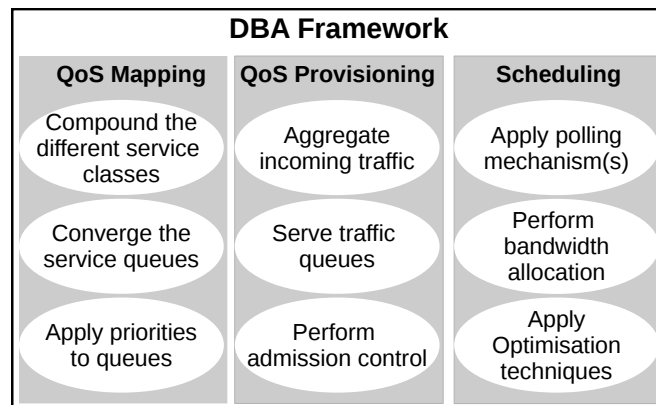 DBA Framework
QoS Mapping
Compound the
different service
classes
Converge the
service queues
Apply priorities
to queues
QoS Provisioning
Aggregate
incoming traffic
Serve traffic
queues
Perform
admission control
Scheduling
Apply polling
mechanism(s)
Perform
bandwidth
allocation
Apply
Optimisation
techniques